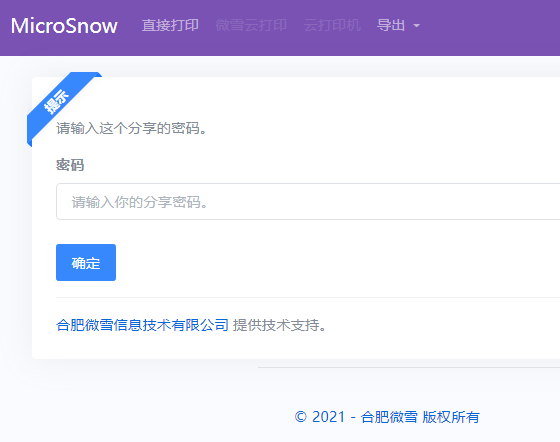 MicroSnow 直接打印 微雪云打印 云打印机 导出
提示
请输入这个分享的密码。
密码
请输入你的分享密码。
确定
合肥微雪信息技术有限公司 提供技术支持。
© 2021 - 合肥微雪 版权所有